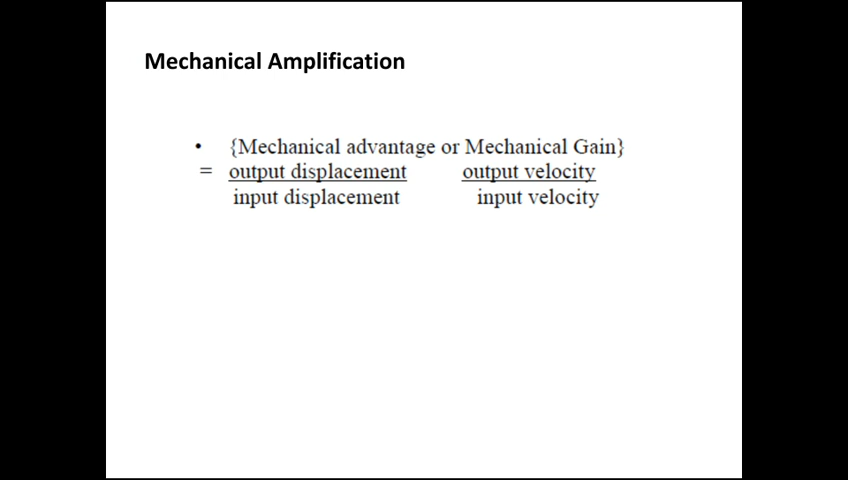 Mechanical Amplification
• {Mechanical advantage or Mechanical Gain}
= output displacement output velocity
input displacement input velocity